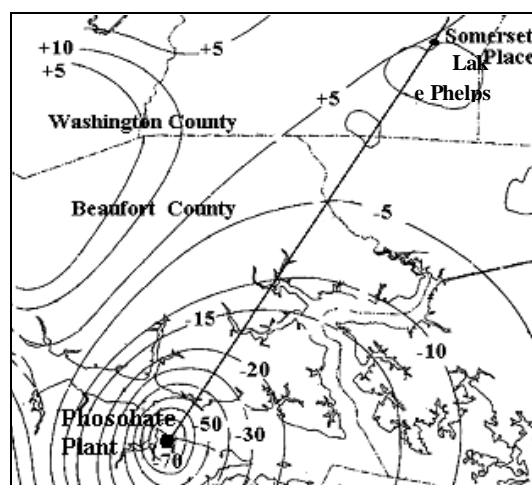 +10
+5
+5
Somerset
Place
Lak
e Phelps
+5
Washington County
Beaufort County
-5
-15
-10
-20
Phosohate
Plant
50
-30
-70